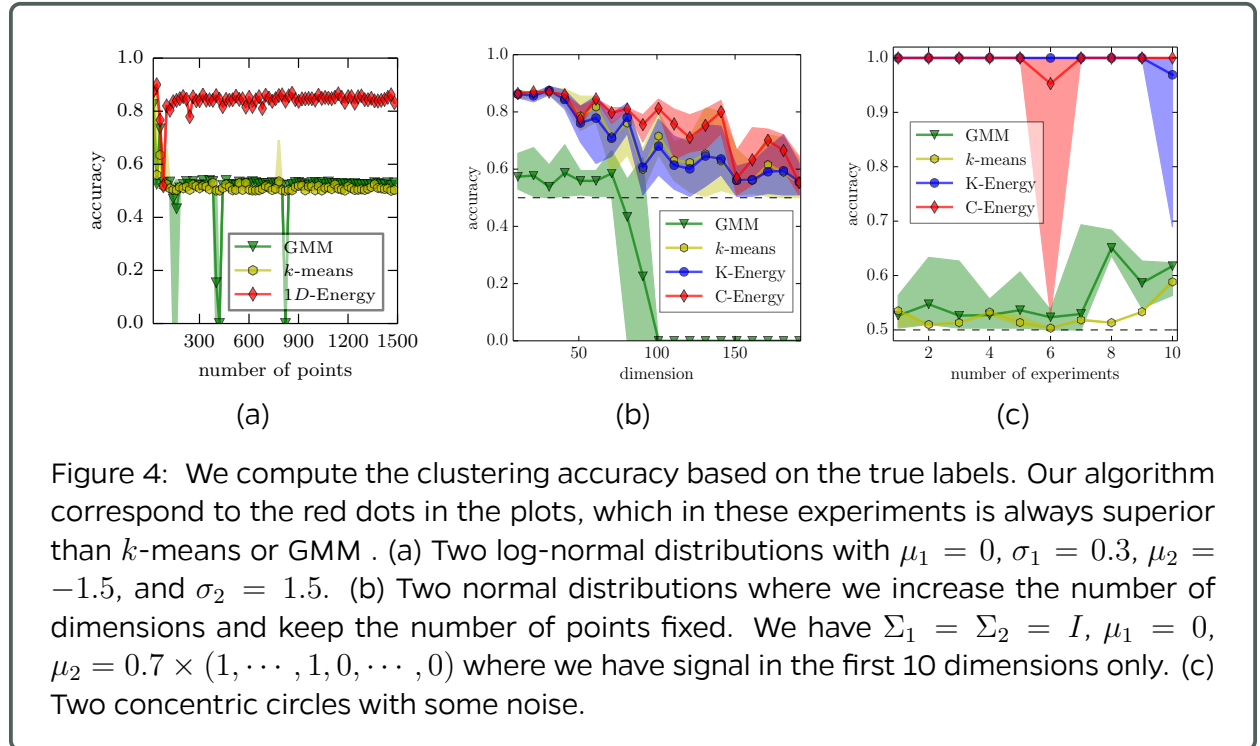 1.0
0.8
0.6
0.4
0.2
0.0
accuracy
300 600 900 1200 1500
number of points
GMM
k-means
1D-Energy
(a)
1.0
0.8
0.6
0.4
0.2
0.0
accuracy
50 100 150
dimension
GMM
k-means
K-Energy
C-Energy
(b)
1.0
0.9
0.8
0.7
0.6
0.5
accuracy
2 4 6 8 10
number of experiments
GMM
k-means
K-Energy
C-Energy
(c)
Figure 4: We compute the clustering accuracy based on the true labels. Our algorithm
correspond to the red dots in the plots, which in these experiments is always superior
than k-means or GMM . (a) Two log-normal distributions with μ₁ = 0, σ₁ = 0.3, μ₂ =
−1.5, and σ₂ = 1.5. (b) Two normal distributions where we increase the number of
dimensions and keep the number of points fixed. We have Σ₁ = Σ₂ = I, μ₁ = 0,
μ₂ = 0.7 × (1, ⋯ , 1, 0, ⋯ , 0) where we have signal in the first 10 dimensions only. (c)
Two concentric circles with some noise.